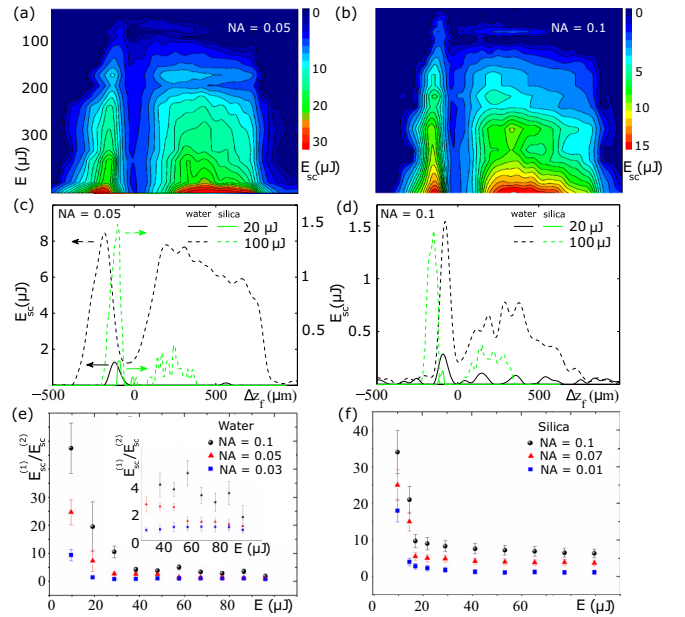 (a)
NA = 0.05
100
200
300
E
(μJ)
0
10
20
30
E_sc(μJ)
(b)
NA = 0.1
0
5
10
15
E_sc(μJ)
(c)
NA = 0.05
water silica
20 μJ
100 μJ
8
6
4
2
E_sc(μJ)
1.5
1
0.5
−500
0
500
Δz_f (μm)
(d)
NA = 0.1
water silica
20 μJ
100 μJ
1.5
1
0.5
E_sc(μJ)
−500
0
500
Δz_f (μm)
(e)
Water
NA = 0.1
NA = 0.05
NA = 0.03
E_sc^(1)/E_sc^(2)
30
20
10
0
0 20 40 60 80
E (μJ)
E_sc^(1)/E_sc^(2)
6
4
2
0
40 60 80
E (μJ)
(f)
Silica
NA = 0.1
NA = 0.07
NA = 0.01
40
30
20
10
0
0 20 40 60 80
E (μJ)